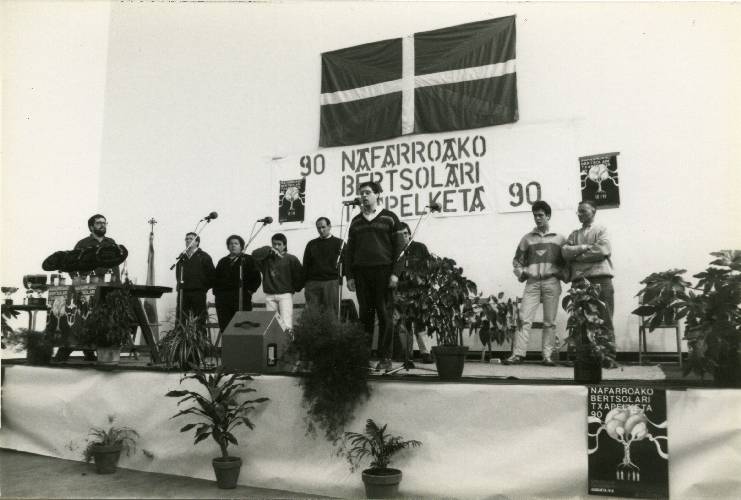 90 NAFARROAKO
BERTSOLARI
TXAPELKETA 90
NAFARROAKO
BERTSOLARI
TXAPELKETA
90